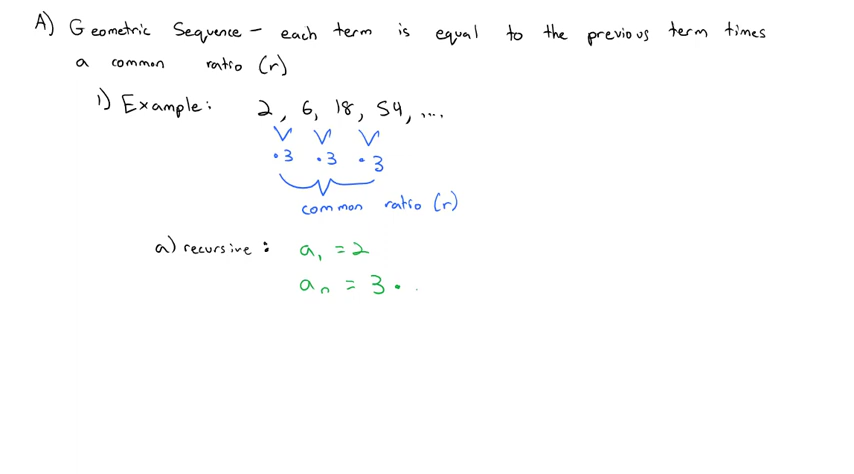 A) Geometric Sequence – each term is equal to the previous term times
a common ratio (r)
1) Example: 2, 6, 18, 54, ....
·3 ·3 ·3
common ratio (r)
a) recursive: a₁ = 2
aₙ = 3 ·